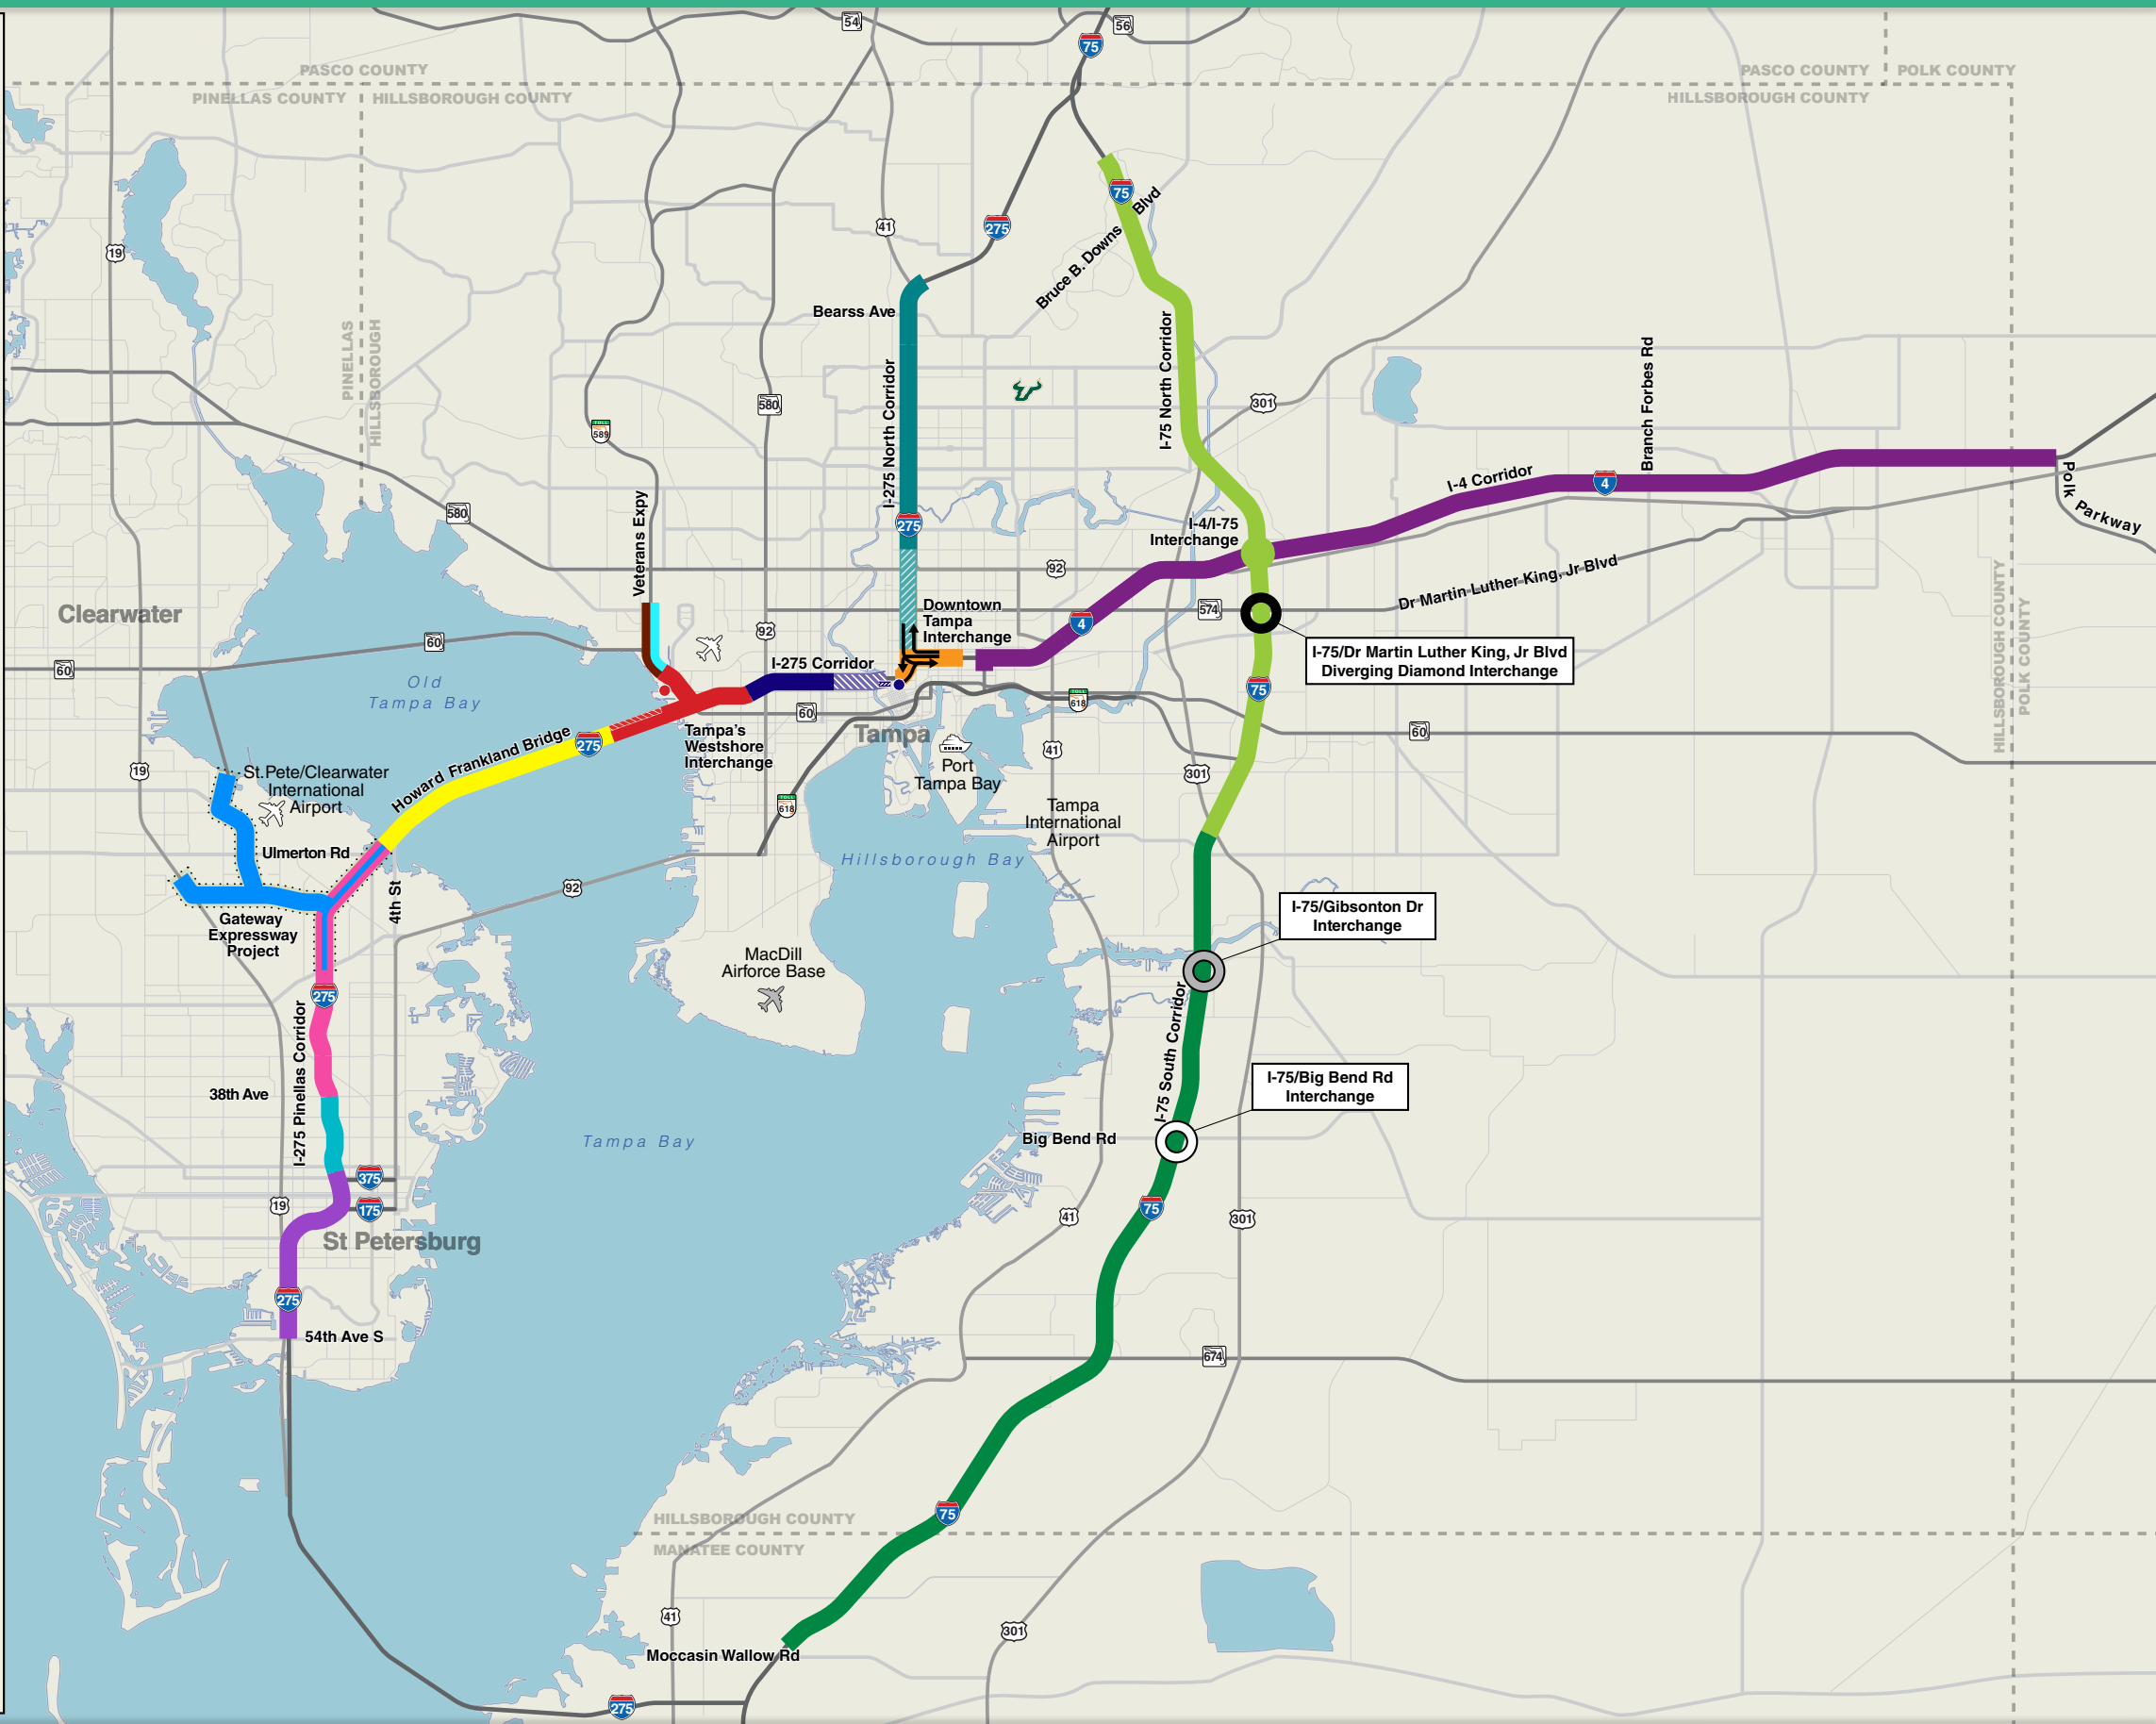 54
56
75
PASCO COUNTY
PASCO COUNTY
POLK COUNTY
PINELLAS COUNTY
HILLSBOROUGH COUNTY
HILLSBOROUGH COUNTY
75
Blvd
Bruce B. Downs
41
275
19
Bearss Ave
PINELLAS
HILLSBOROUGH
I-275 North Corridor
I-75 North Corridor
Branch Forbes Rd
580
301
TOLL
589
I-4 Corridor
4
Polk
Parkway
580
275
Veterans Expy
I-4/I-75
Interchange
92
Dr Martin Luther King, Jr Blvd
HILLSBOROUGH COUNTY
POLK COUNTY
Clearwater
Downtown
Tampa
Interchange
574
4
92
60
60
I-75/Dr Martin Luther King, Jr Blvd
Diverging Diamond Interchange
I-275 Corridor
Old
Tampa Bay
75
TOLL
618
60
60
Tampa's
Westshore
Interchange
Tampa
Howard Frankland Bridge
275
41
Port
Tampa Bay
19
St.Pete/Clearwater
International
Airport
301
TOLL
618
Tampa
International
Airport
Ulmerton Rd
Hillsborough Bay
4th St
92
Gateway
Expressway
Project
I-75/Gibsonton Dr
Interchange
MacDill
Airforce Base
275
I-275 Pinellas Corridor
I-75 South Corridor
38th Ave
I-75/Big Bend Rd
Interchange
Tampa Bay
Big Bend Rd
375
19
175
75
41
301
St Petersburg
275
54th Ave S
674
75
HILLSBOROUGH COUNTY
MANATEE COUNTY
41
301
Moccasin Wallow Rd
275